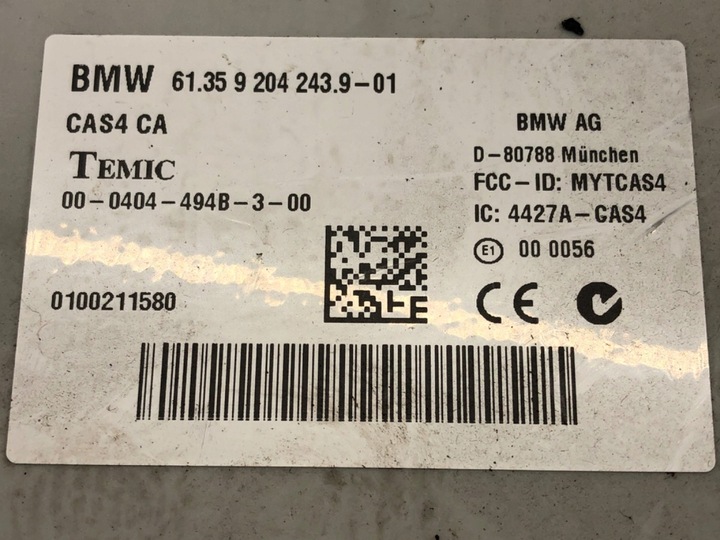 BMW 61.35 9 204 243.9-01
CAS4 CA
TEMIC
00-0404-494B-3-00
0100211580
BMW AG
D-80788 München
FCC-ID: MYTCAS4
IC: 4427A-CAS4
E1 00 0056
CE